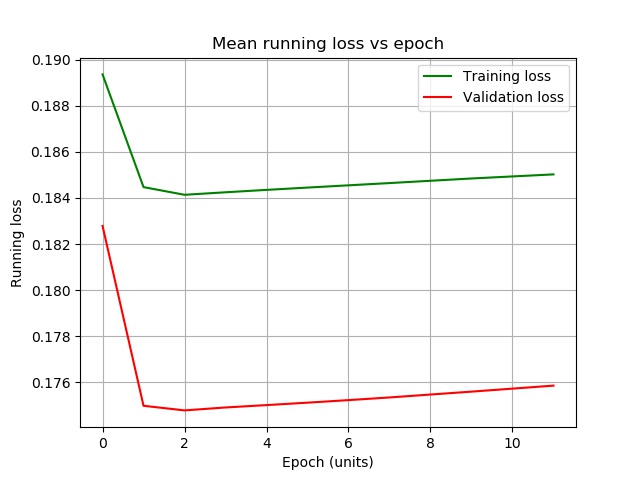 Mean running loss vs epoch
Training loss
Validation loss
Running loss
0.190
0.188
0.186
0.184
0.182
0.180
0.178
0.176
0 2 4 6 8 10
Epoch (units)